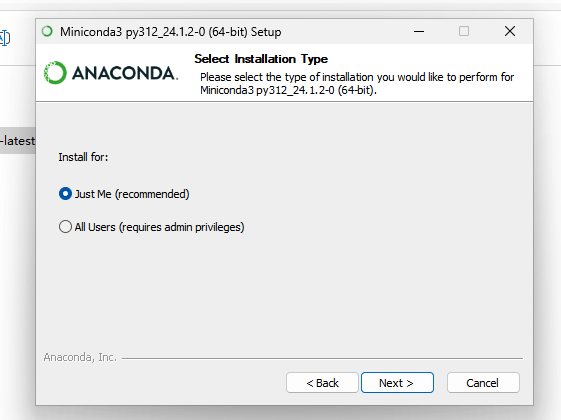 Miniconda3 py312_24.1.2-0 (64-bit) Setup
ANACONDA.
Select Installation Type
Please select the type of installation you would like to perform for
Miniconda3 py312_24.1.2-0 (64-bit).
-latest
Install for:
Just Me (recommended)
All Users (requires admin privileges)
Anaconda, Inc.
< Back
Next >
Cancel